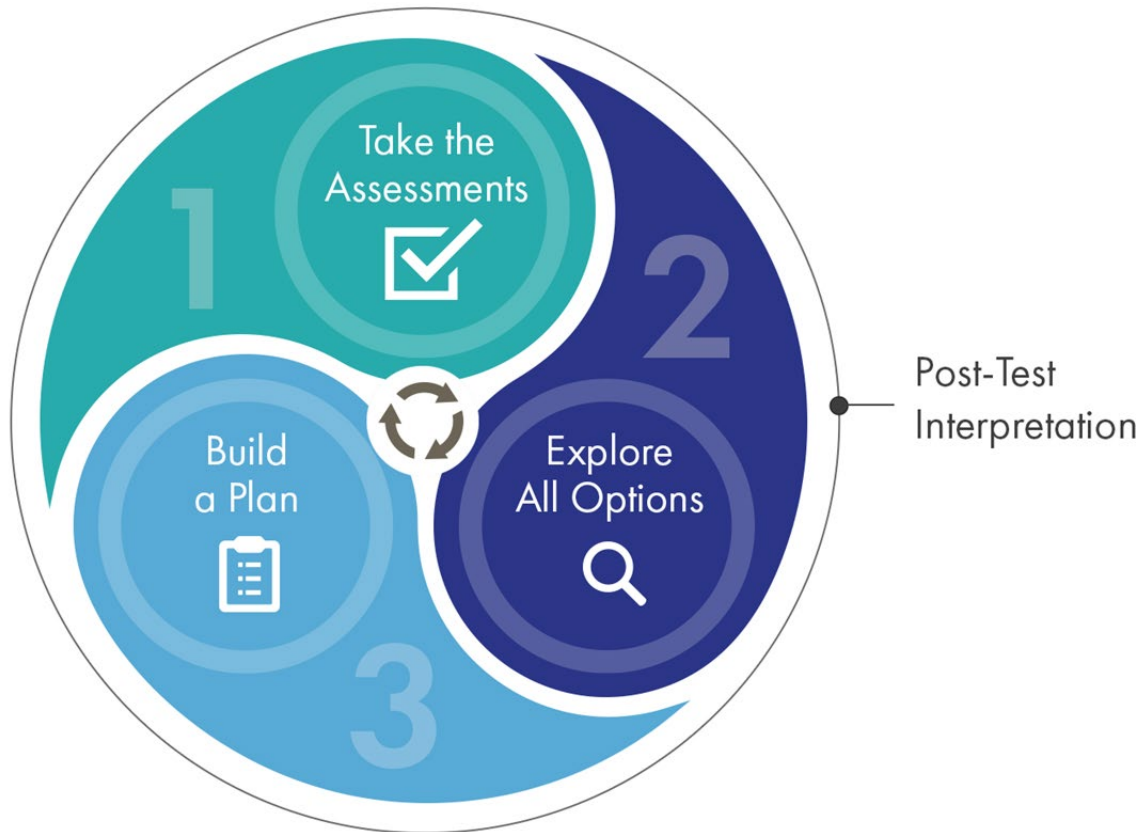 1
Take the
Assessments
2
Explore
All Options
3
Build
a Plan
Post-Test
Interpretation